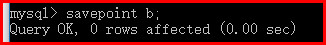 mysql> savepoint b;
Query OK, 0 rows affected (0.00 sec)